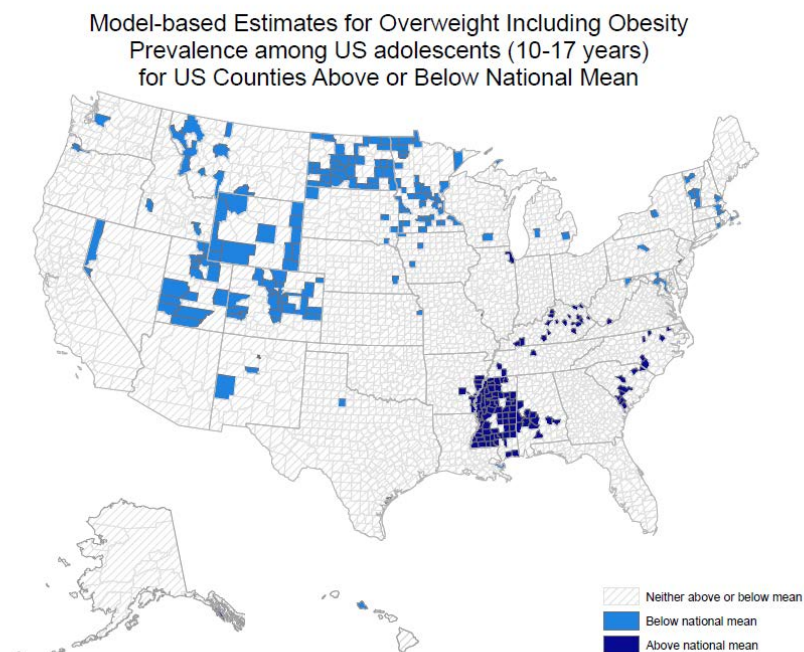 Model-based Estimates for Overweight Including Obesity
Prevalence among US adolescents (10-17 years)
for US Counties Above or Below National Mean
Neither above or below mean
Below national mean
Above national mean